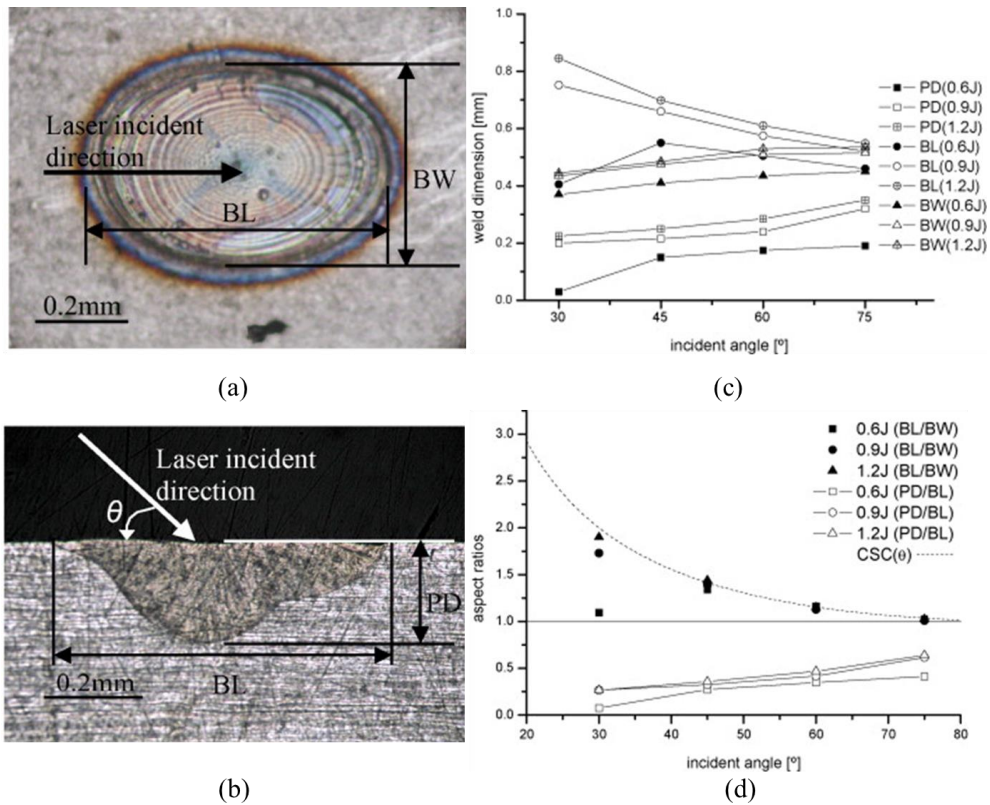 Laser incident
direction
BW
BL
0.2mm
(a)
1.0
0.8
0.6
0.4
0.2
0.0
weld dimension [mm]
30
45
60
75
incident angle [º]
PD(0.6J)
PD(0.9J)
PD(1.2J)
BL(0.6J)
BL(0.9J)
BL(1.2J)
BW(0.6J)
BW(0.9J)
BW(1.2J)
(c)
Laser incident
direction
θ
PD
BL
0.2mm
(b)
3.0
2.5
2.0
1.5
1.0
0.5
0.0
aspect ratios
0.6J (BL/BW)
0.9J (BL/BW)
1.2J (BL/BW)
0.6J (PD/BL)
0.9J (PD/BL)
1.2J (PD/BL)
CSC(θ)
20
30
40
50
60
70
80
incident angle [º]
(d)